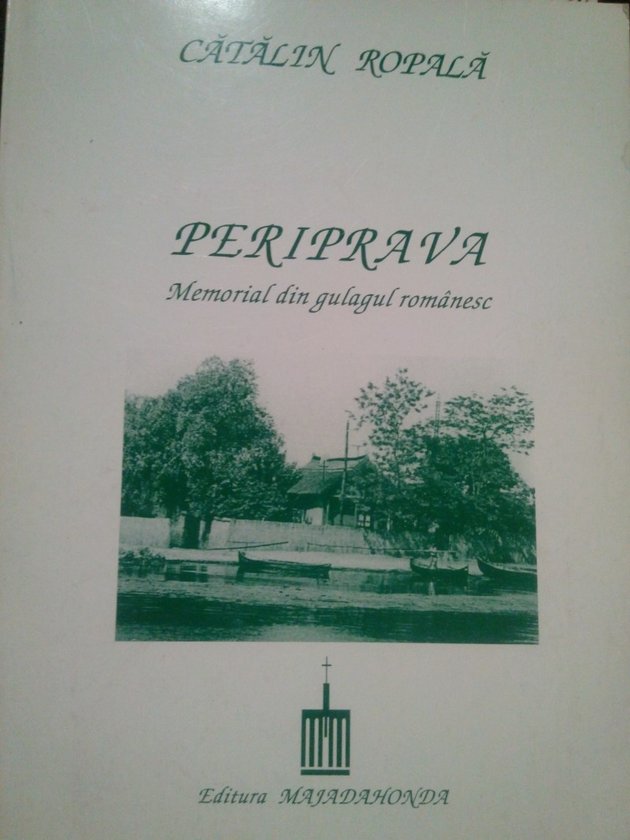 CĂTĂLIN ROPALĂ
PERIPRAVA
Memorial din gulagul românesc
Editura MAJADAHONDA